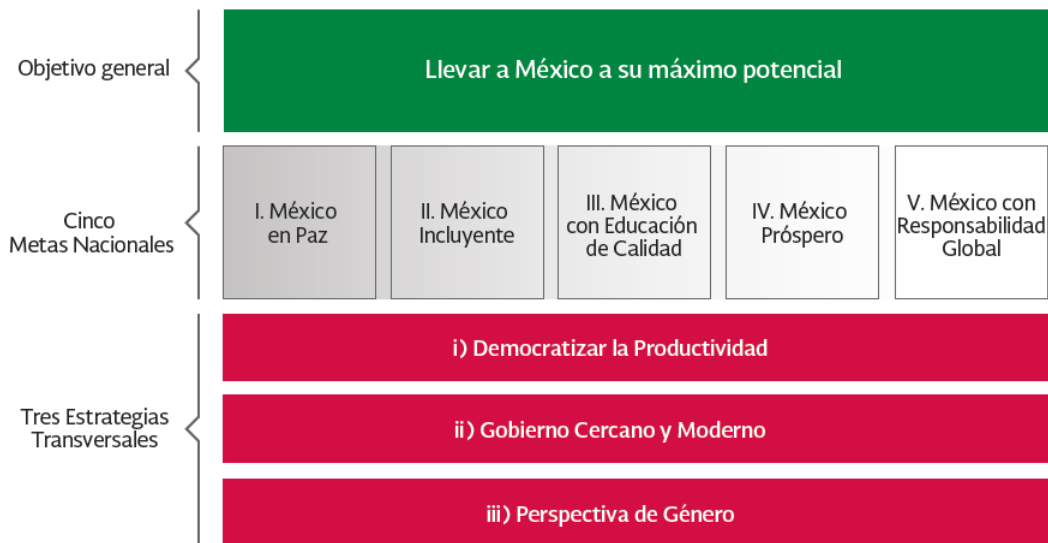 Objetivo general
Llevar a México a su máximo potencial
Cinco
Metas Nacionales
I. México
en Paz
II. México
Incluyente
III. México
con Educación
de Calidad
IV. México
Próspero
V. México con
Responsabilidad
Global
Tres Estrategias
Transversales
i) Democratizar la Productividad
ii) Gobierno Cercano y Moderno
iii) Perspectiva de Género